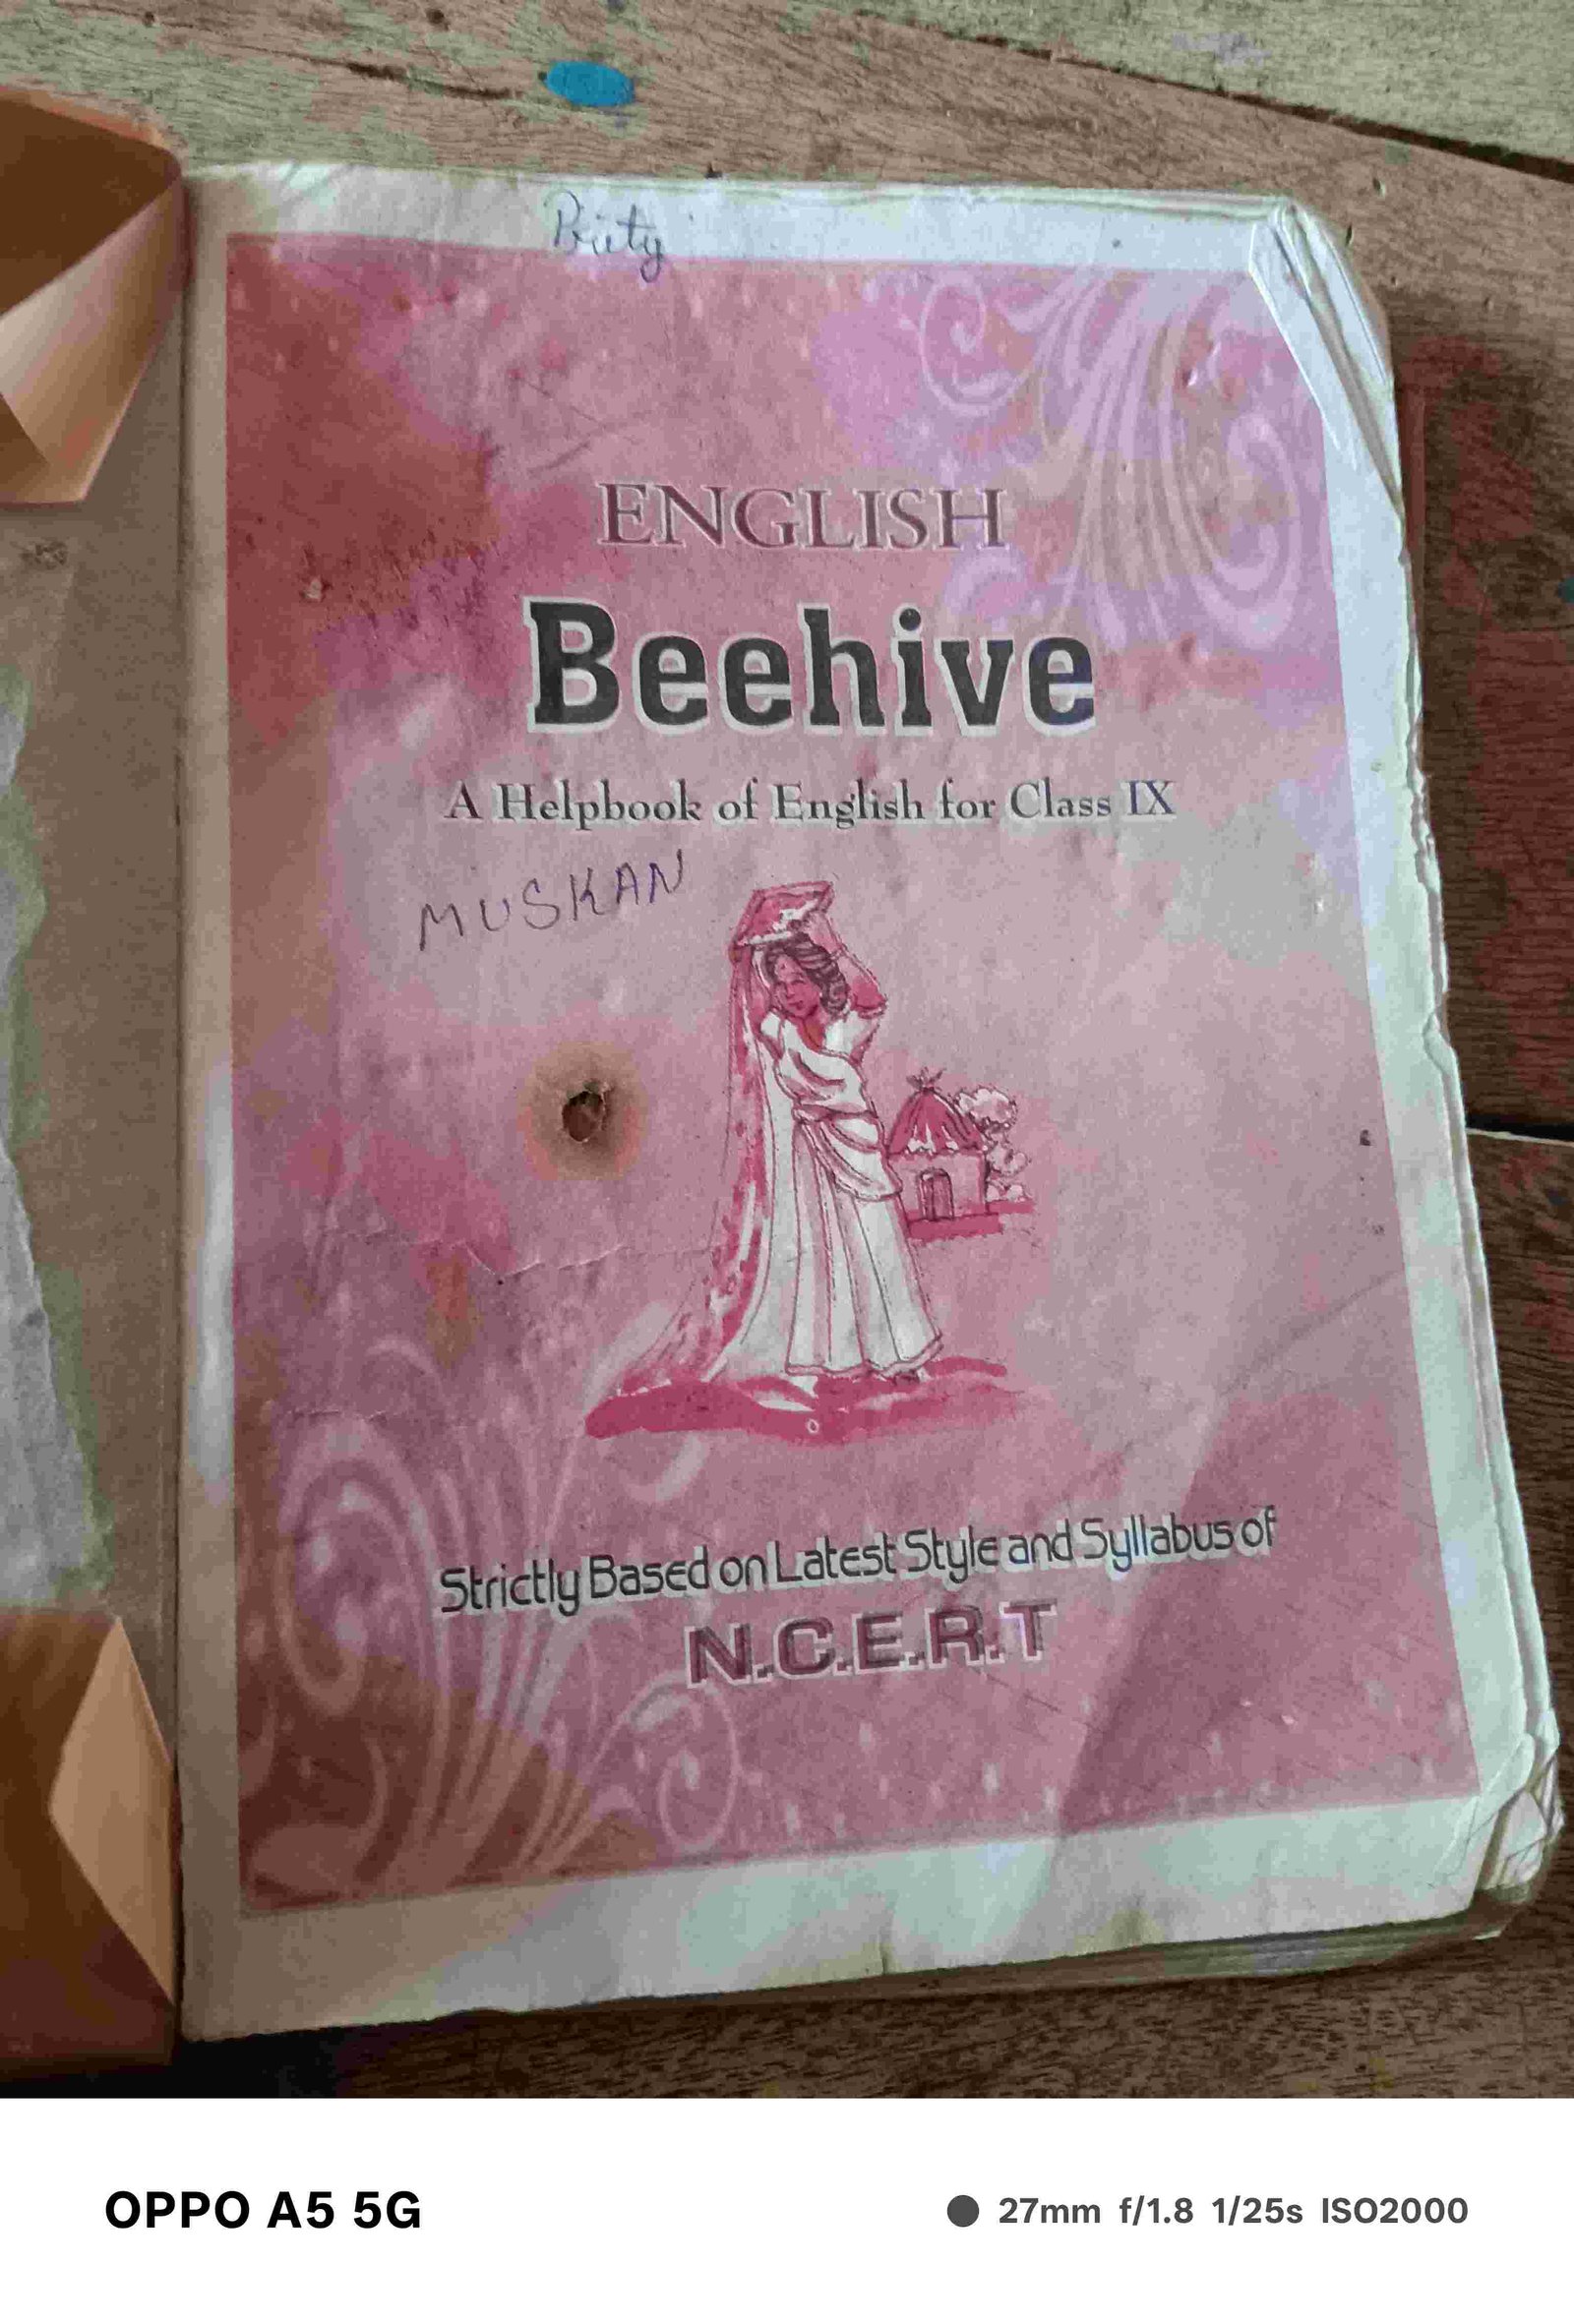 Prity
ENGLISH
Beehive
A Helpbook of English for Class IX
MUSKAN
Strictly Based on Latest Style and Syllabus of
N.C.E.R.T
OPPO A5 5G
27mm f/1.8 1/25s ISO2000